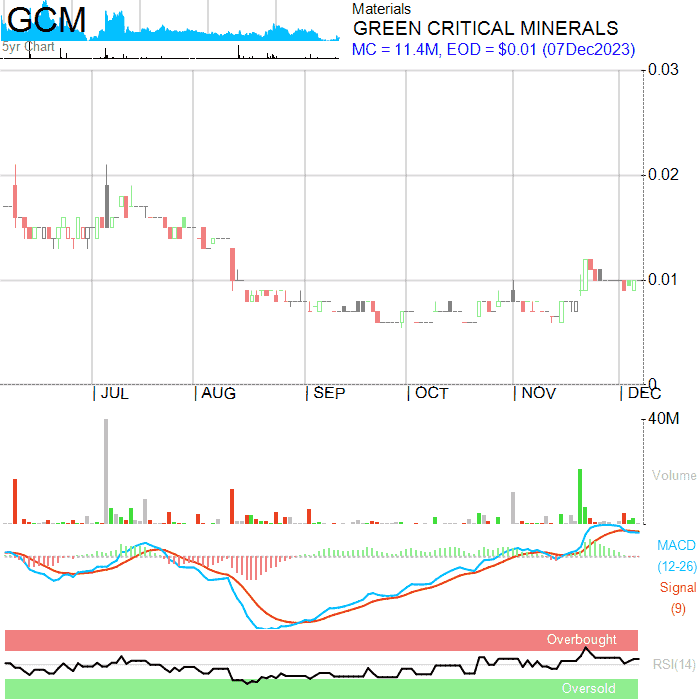 GCM
5yr Chart
Materials
GREEN CRITICAL MINERALS
MC = 11.4M, EOD = $0.01 (07Dec2023)
0.03
0.02
0.01
0
JUL AUG SEP OCT NOV DEC
40M
Volume
MACD
(12-26)
Signal
(9)
Overbought
RSI(14)
Oversold